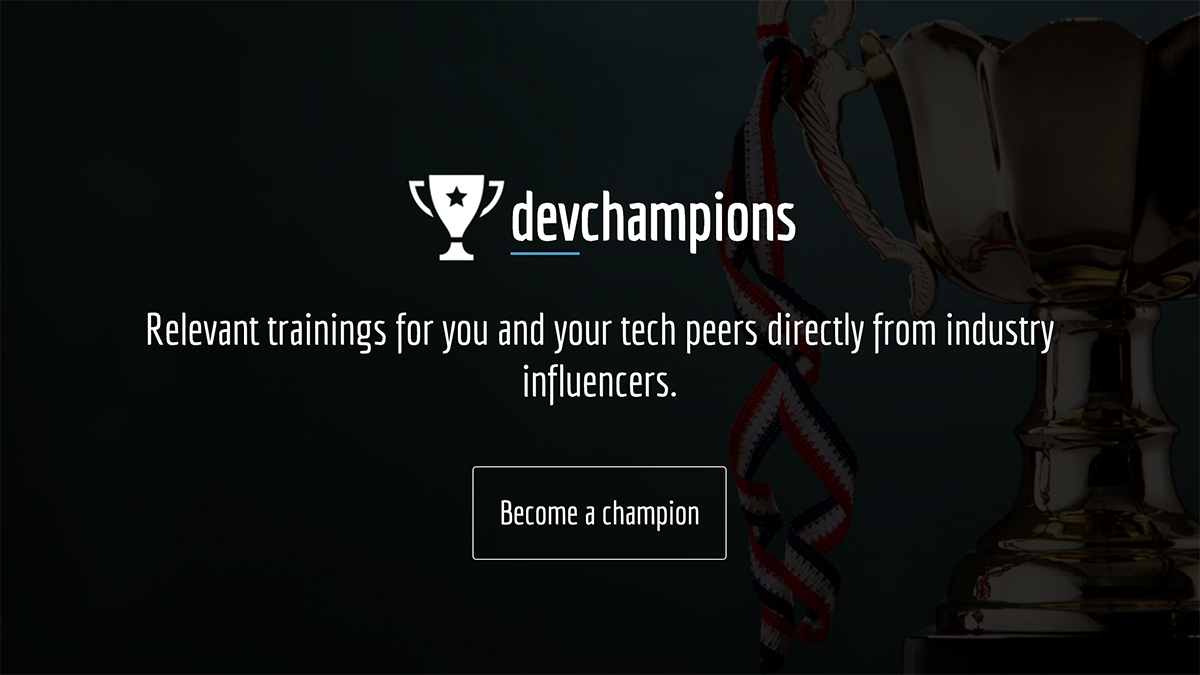 devchampions
Relevant trainings for you and your tech peers directly from industry
influencers.
Become a champion